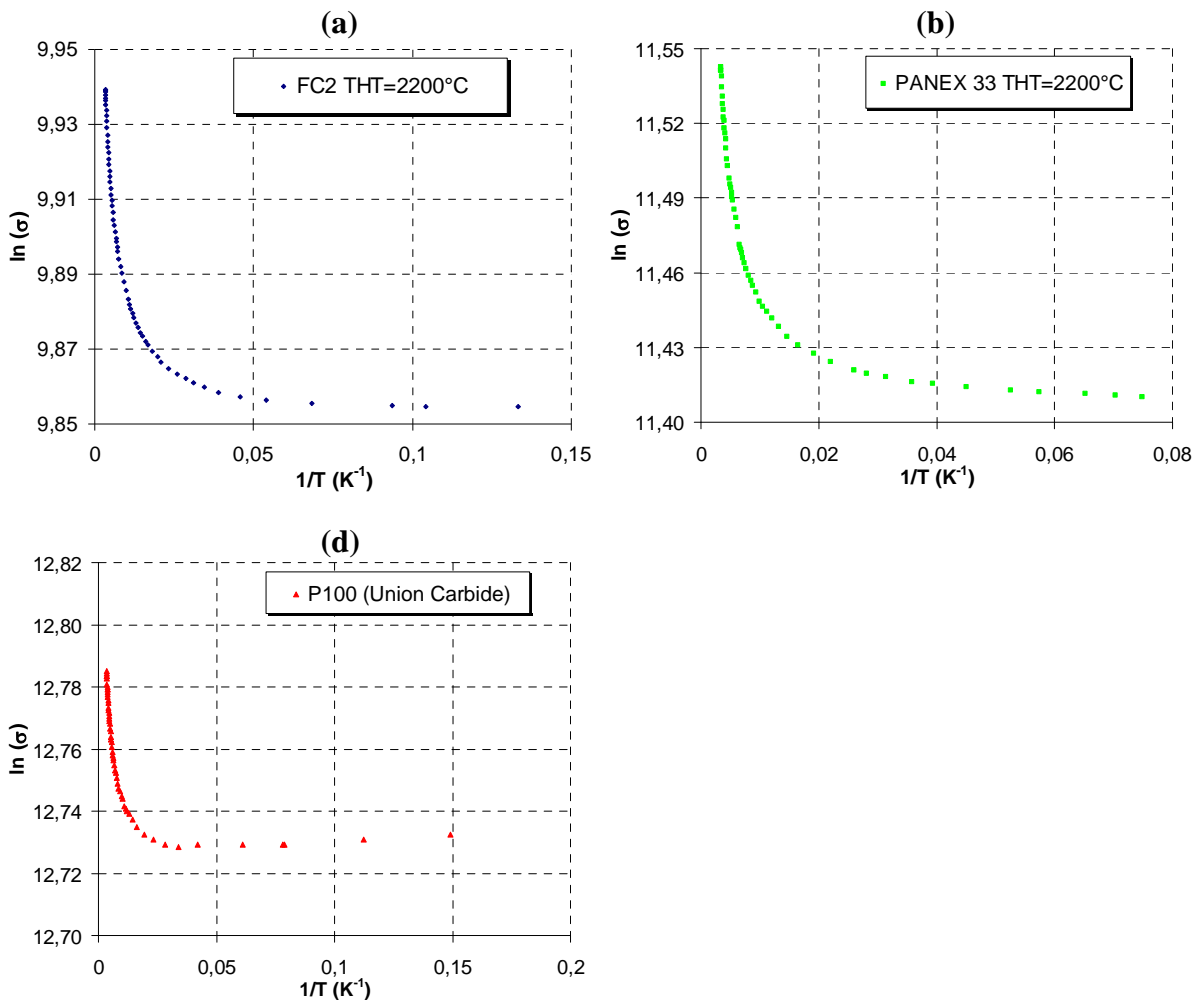 (a)
9,95
9,93
9,91
9,89
9,87
9,85
ln (σ)
FC2 THT=2200°C
0
0,05
0,1
0,15
1/T (K-1)
(b)
11,55
11,52
11,49
11,46
11,43
11,40
ln (σ)
PANEX 33 THT=2200°C
0
0,02
0,04
0,06
0,08
1/T (K-1)
(d)
12,82
12,80
12,78
12,76
12,74
12,72
12,70
ln (σ)
P100 (Union Carbide)
0
0,05
0,1
0,15
0,2
1/T (K-1)